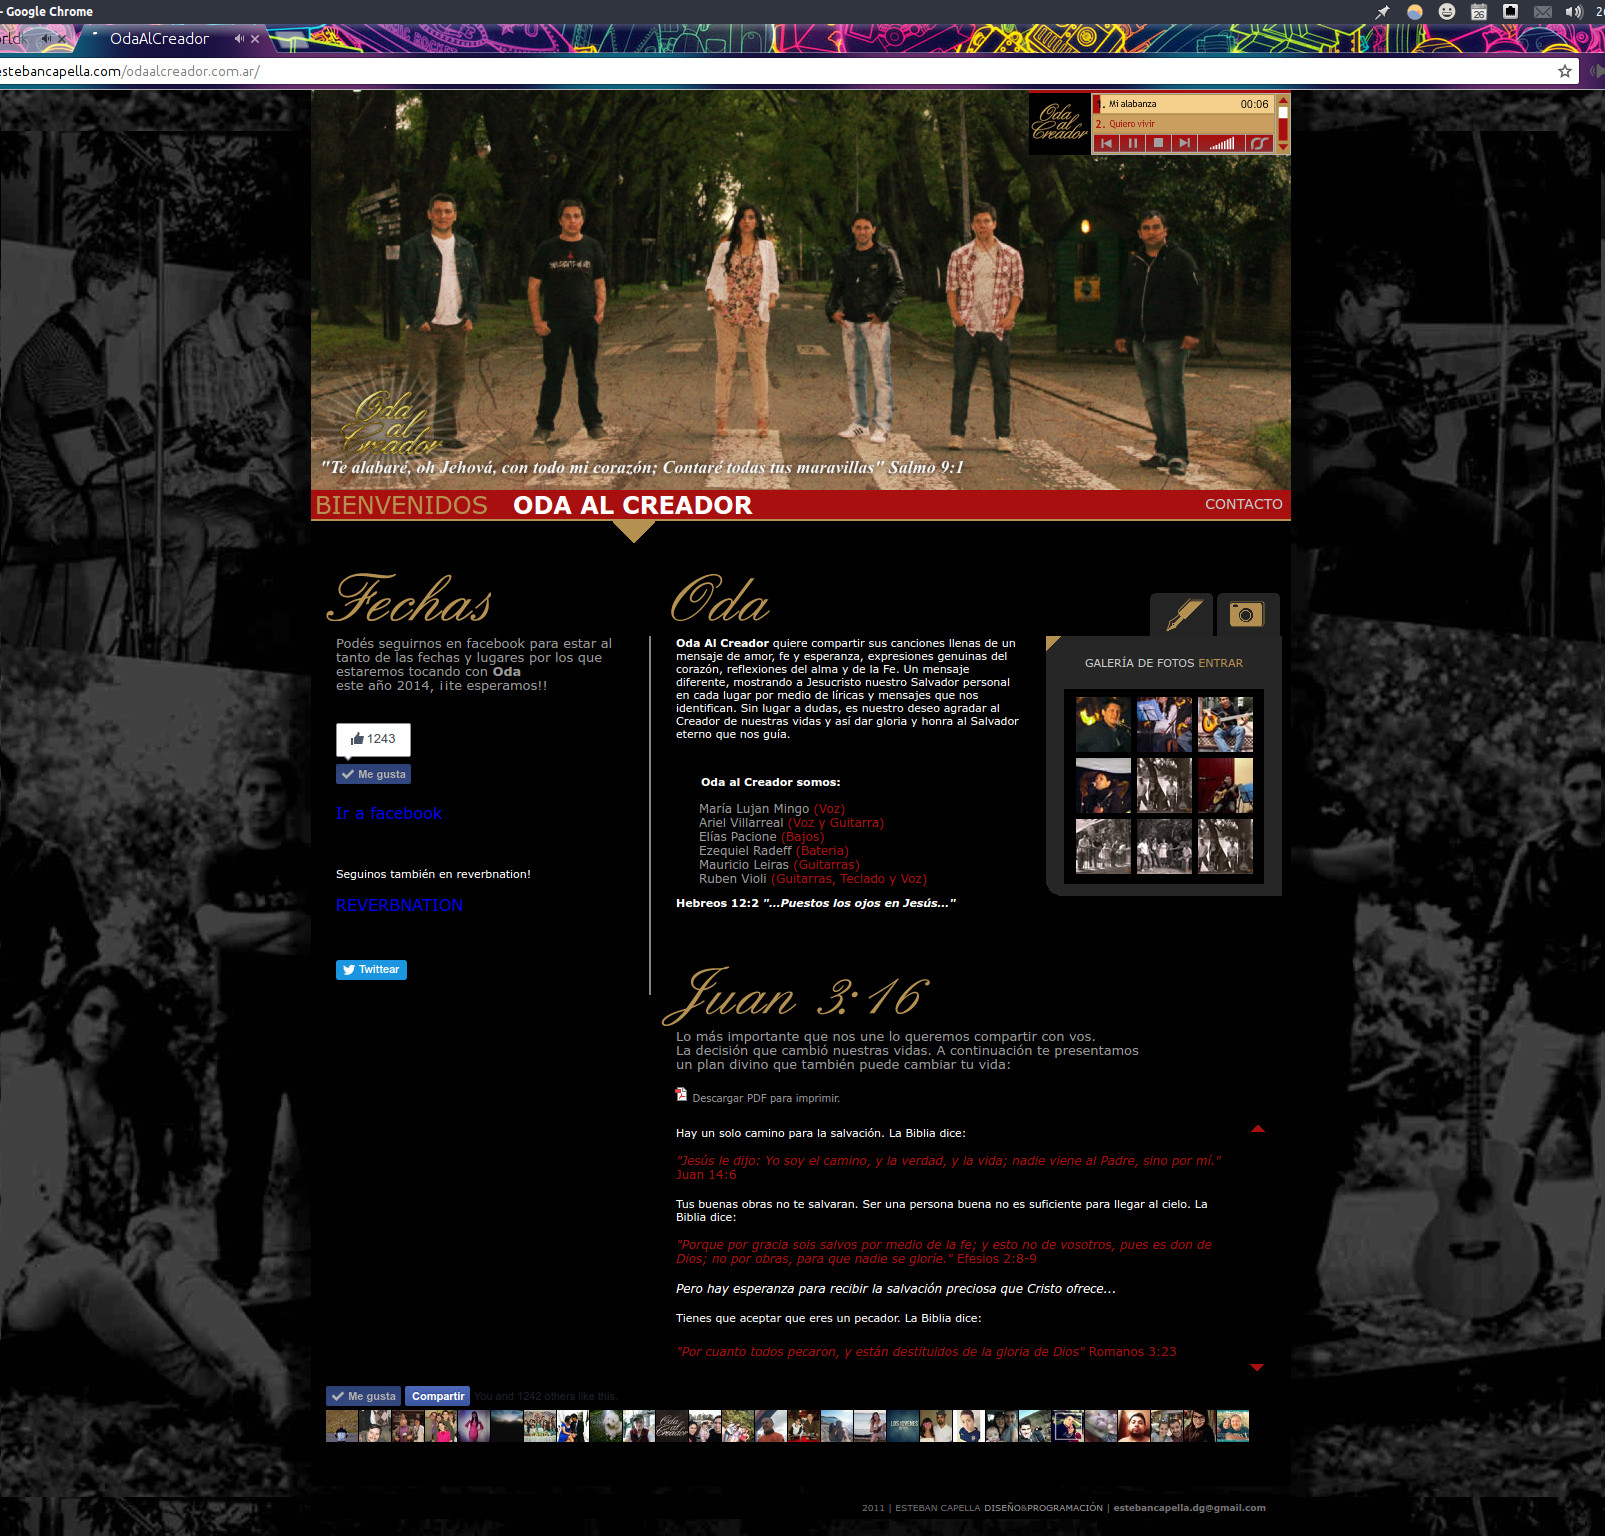 - Google Chrome
26
OdaAlCreador
estebancapella.com/odaalcreador.com.ar/
Oda
al
Creador
1. Mi alabanza 00:06
2. Quiero vivir
Oda
al
Creador
"Te alabaré, oh Jehová, con todo mi corazón; Contaré todas tus maravillas" Salmo 9:1
BIENVENIDOS ODA AL CREADOR CONTACTO
Fechas
Podés seguirnos en facebook para estar al
tanto de las fechas y lugares por los que
estaremos tocando con Oda
este año 2014, ¡¡te esperamos!!
1243
Me gusta
Ir a facebook
Seguinos también en reverbnation!
REVERBNATION
Twittear
Oda
Oda Al Creador quiere compartir sus canciones llenas de un
mensaje de amor, fe y esperanza, expresiones genuinas del
corazón, reflexiones del alma y de la Fe. Un mensaje
diferente, mostrando a Jesucristo nuestro Salvador personal
en cada lugar por medio de líricas y mensajes que nos
identifican. Sin lugar a dudas, es nuestro deseo agradar al
Creador de nuestras vidas y así dar gloria y honra al Salvador
eterno que nos guía.
Oda al Creador somos:
María Lujan Mingo (Voz)
Ariel Villarreal (Voz y Guitarra)
Elías Pacione (Bajos)
Ezequiel Radeff (Bateria)
Mauricio Leiras (Guitarras)
Ruben Violi (Guitarras, Teclado y Voz)
Hebreos 12:2 "...Puestos los ojos en Jesús..."
GALERÍA DE FOTOS ENTRAR
Juan 3:16
Lo más importante que nos une lo queremos compartir con vos.
La decisión que cambió nuestras vidas. A continuación te presentamos
un plan divino que también puede cambiar tu vida:
Descargar PDF para imprimir.
Hay un solo camino para la salvación. La Biblia dice:
"Jesús le dijo: Yo soy el camino, y la verdad, y la vida; nadie viene al Padre, sino por mí."
Juan 14:6
Tus buenas obras no te salvaran. Ser una persona buena no es suficiente para llegar al cielo. La
Biblia dice:
"Porque por gracia sois salvos por medio de la fe; y esto no de vosotros, pues es don de
Dios; no por obras, para que nadie se glorie." Efesios 2:8-9
Pero hay esperanza para recibir la salvación preciosa que Cristo ofrece...
Tienes que aceptar que eres un pecador. La Biblia dice:
"Por cuanto todos pecaron, y están destituidos de la gloria de Dios" Romanos 3:23
Me gusta Compartir You and 1242 others like this.
2011 | ESTEBAN CAPELLA DISEÑO&PROGRAMACIÓN | estebancapella.dg@gmail.com